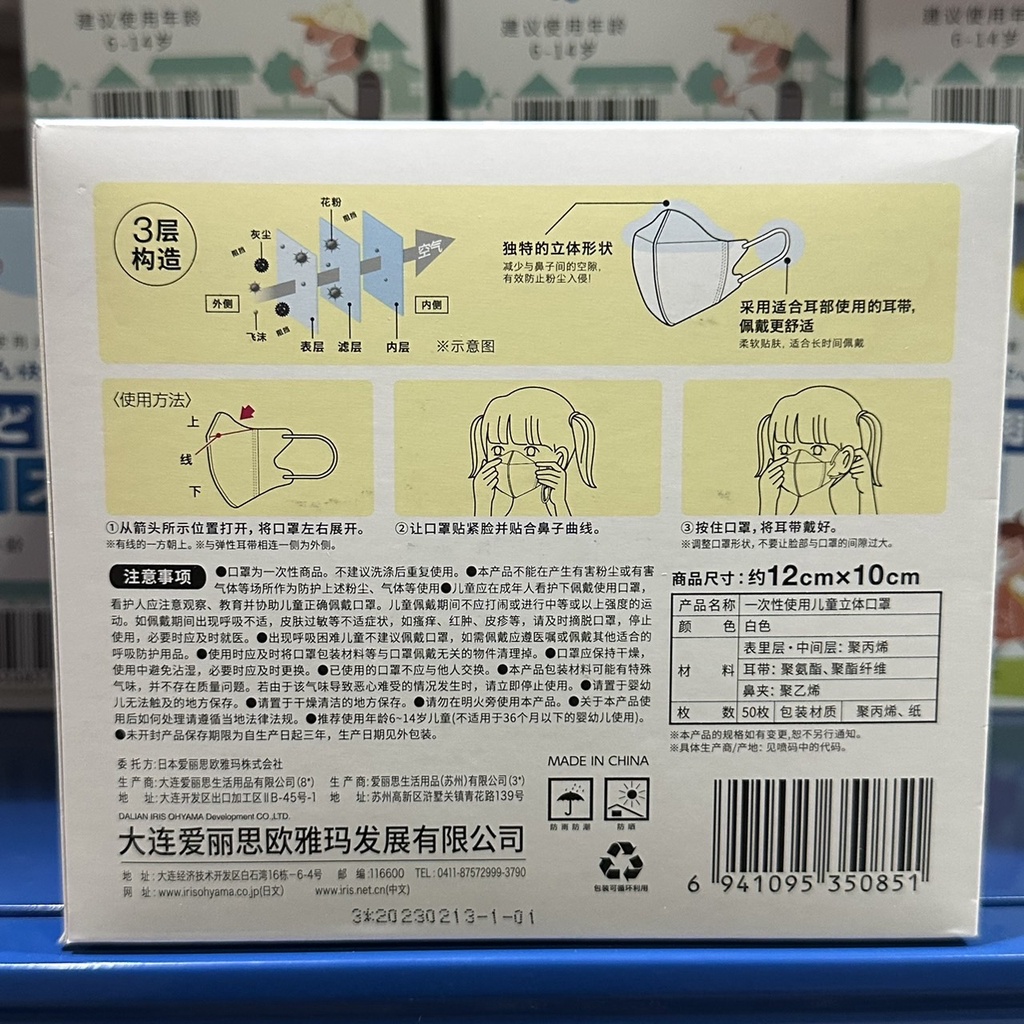 建议使用年龄
6-14岁
建议使用年龄
6-14岁
建议使用年
6-14岁
3层
构造
花粉
阻挡
灰尘
阻挡
空气
外侧
内侧
飞沫
阻挡
表层
滤层
内层
※示意图
独特的立体形状
减少与鼻子间的空隙,
有效防止粉尘入侵!
采用适合耳部使用的耳带,
佩戴更舒适
柔软贴肤, 适合长时间佩戴
〈使用方法〉
上
线
下
①从箭头所示位置打开, 将口罩左右展开。
※有线的一方朝上。※与弹性耳带相连一侧为外侧。
②让口罩贴紧脸并贴合鼻子曲线。
③按住口罩, 将耳带戴好。
※调整口罩形状, 不要让脸部与口罩的间隙过大。
注意事项
●口罩为一次性商品。不建议洗涤后重复使用。●本产品不能在产生有害粉尘或有害
气体等场所作为防护上述粉尘、气体等使用●儿童应在成年人看护下佩戴使用口罩,
看护人应注意观察、教育并协助儿童正确佩戴口罩。儿童佩戴期间不应打闹或进行中等或以上强度的运
动。如佩戴期间出现呼吸不适, 皮肤过敏等不适症状, 如瘙痒、红肿、皮疹等, 请及时摘掉口罩, 停止
使用, 必要时应及时就医。●出现呼吸困难儿童不建议佩戴口罩, 如需佩戴应遵医嘱或佩戴其他适合的
呼吸防护用品。●使用应及时将口罩包装材料等与口罩佩戴无关的物件清理掉。●口罩应保持干燥,
使用中避免沾湿, 必要时应及时更换。●已使用的口罩不应与他人交换。●本产品包装材料可能有特殊
气味, 并不存在质量问题。若由于该气味导致恶心难受的情况发生时, 请立即停止使用。●请置于婴幼
儿无法触及的地方保存。●请置于干燥清洁的地方保存。●请勿在明火旁使用本产品。●关于本产品使
用后如何处理请遵循当地法律法规。●推荐使用年龄6~14岁儿童(不适用于36个月以下的婴幼儿使用)。
●未开封产品保存期限为自生产日起三年, 生产日期见外包装。
商品尺寸: 约12cm×10cm
产品名称 一次性使用儿童立体口罩
颜 色 白色
材 料 表里层·中间层: 聚丙烯
耳带: 聚氨酯、聚酯纤维
鼻夹: 聚乙烯
枚 数 50枚 包装材质 聚丙烯、纸
※本产品的规格如有变更,恕不另行通知。
※具体生产商/产地: 见喷码中的代码。
委托方:日本爱丽思欧雅玛株式会社
生产商:大连爱丽思生活用品有限公司(8*) 生产商:爱丽思生活用品(苏州)有限公司(3*)
地 址:大连开发区出口加工区ⅡB-45号-1 地 址:苏州高新区浒墅关镇青花路139号
DALIAN IRIS OHYAMA Development CO.,LTD.
大连爱丽思欧雅玛发展有限公司
地 址:大连经济技术开发区白石湾16栋-6-4号 邮 编:116600 TEL:0411-87572999-3790
网 址:www.irisohyama.co.jp(日文) www.iris.net.cn(中文)
3*20230213-1-01
MADE IN CHINA
防雨防潮
防晒
包装可循环利用
6 941095 350851